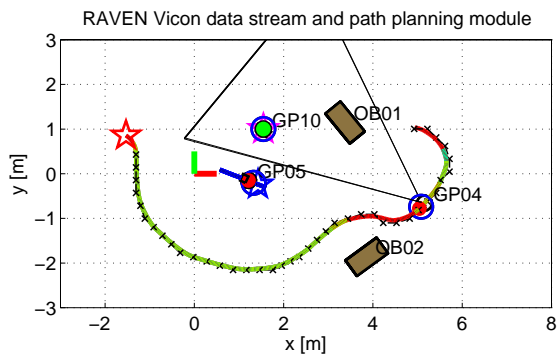 RAVEN Vicon data stream and path planning module
3
2
1
0
−1
−2
−3
y [m]
GP10
OB01
GP05
GP04
OB02
−2
0
2
4
6
8
x [m]